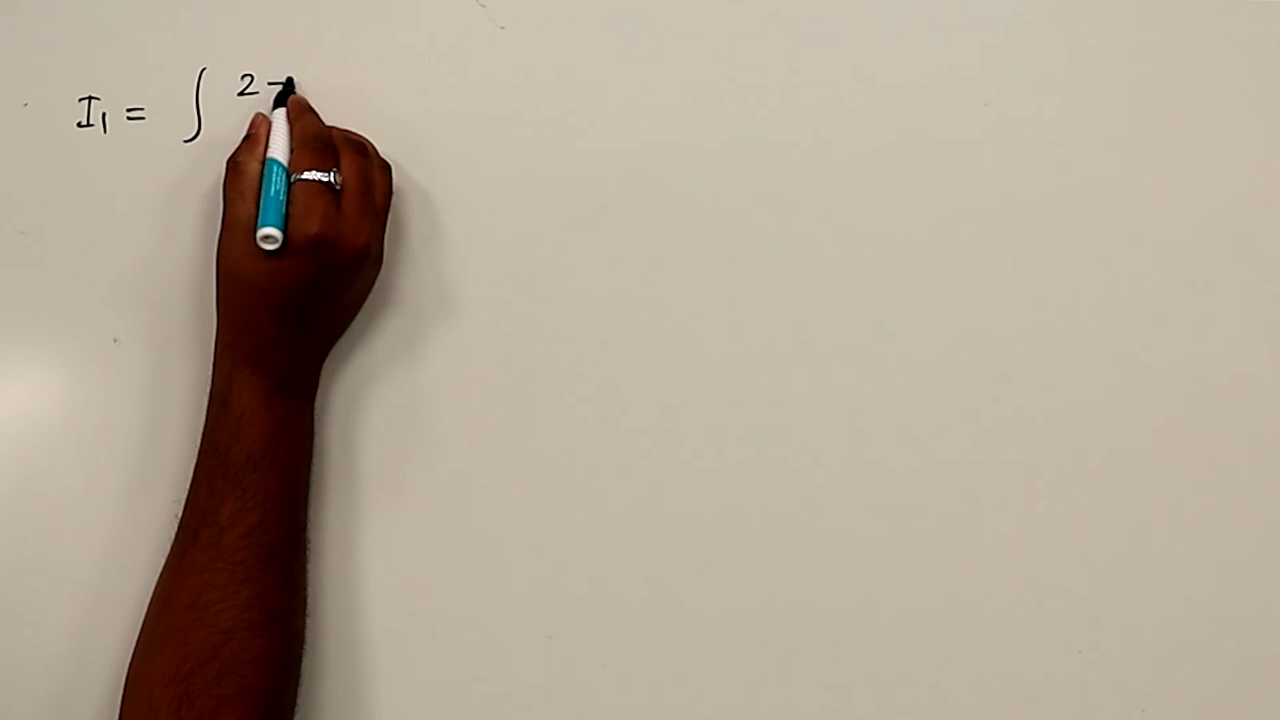 I₁ = ∫ 2 -